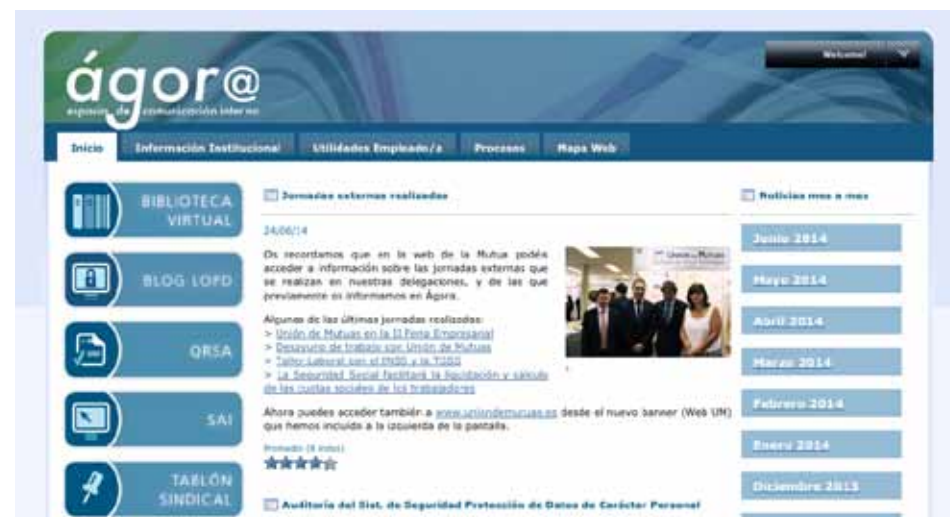 ágor@
espacio de comunicación interno
Welcome!
Inicio
Información Institucional
Utilidades Empleado/a
Procesos
Mapa Web
BIBLIOTECA
VIRTUAL
BLOG LOPD
QRSA
SAI
TABLÓN
SINDICAL
Jornadas externas realizadas
24/06/14
Os recordamos que en la web de la Mutua podéis
acceder a información sobre las jornadas externas que
se realizan en nuestras delegaciones, y de las que
previamente os informamos en Ágora.
Algunas de las últimas jornadas realizadas:
> Unión de Mutuas en la II Feria Empresarial
> Desayuno de trabajo con Unión de Mutuas
> Taller Laboral con el INSS y la TGSS
> La Seguridad Social facilitará la liquidación y cálculo
de las cuotas sociales de los trabajadores
Unión de Mutuas
Ahora puedes acceder también a www.uniondemutuas.es desde el nuevo banner (Web UM)
que hemos incluido a la izquierda de la pantalla.
Promedio (8 votos)
Auditoría del Sist. de Seguridad Protección de Datos de Carácter Personal
Noticias mes a mes
Junio 2014
Mayo 2014
Abril 2014
Marzo 2014
Febrero 2014
Enero 2014
Diciembre 2013